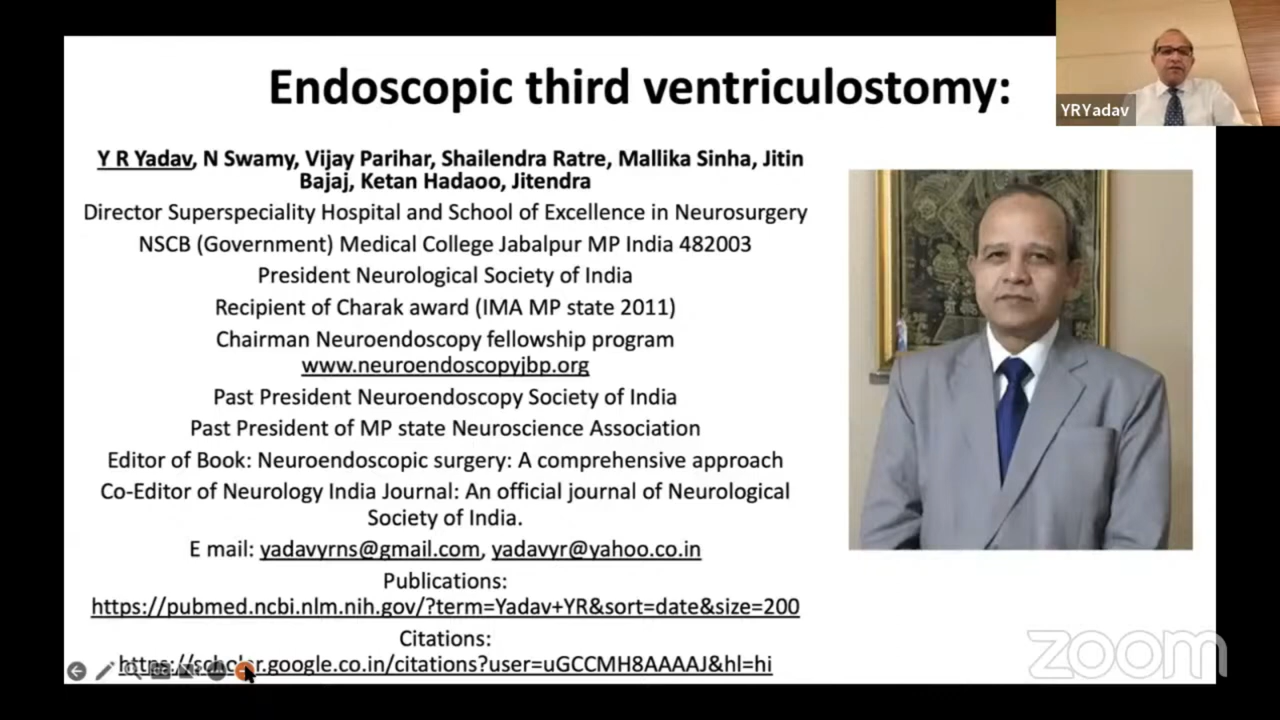 Endoscopic third ventriculostomy:
YRYadav
Y R Yadav, N Swamy, Vijay Parihar, Shailendra Ratre, Mallika Sinha, Jitin
Bajaj, Ketan Hadaoo, Jitendra
Director Superspeciality Hospital and School of Excellence in Neurosurgery
NSCB (Government) Medical College Jabalpur MP India 482003
President Neurological Society of India
Recipient of Charak award (IMA MP state 2011)
Chairman Neuroendoscopy fellowship program
www.neuroendoscopyjbp.org
Past President Neuroendoscopy Society of India
Past President of MP state Neuroscience Association
Editor of Book: Neuroendoscopic surgery: A comprehensive approach
Co-Editor of Neurology India Journal: An official journal of Neurological
Society of India.
E mail: yadavyrns@gmail.com, yadavyr@yahoo.co.in
Publications:
https://pubmed.ncbi.nlm.nih.gov/?term=Yadav+YR&sort=date&size=200
Citations:
https://scholar.google.co.in/citations?user=uGCCMH8AAAAJ&hl=hi
zoom